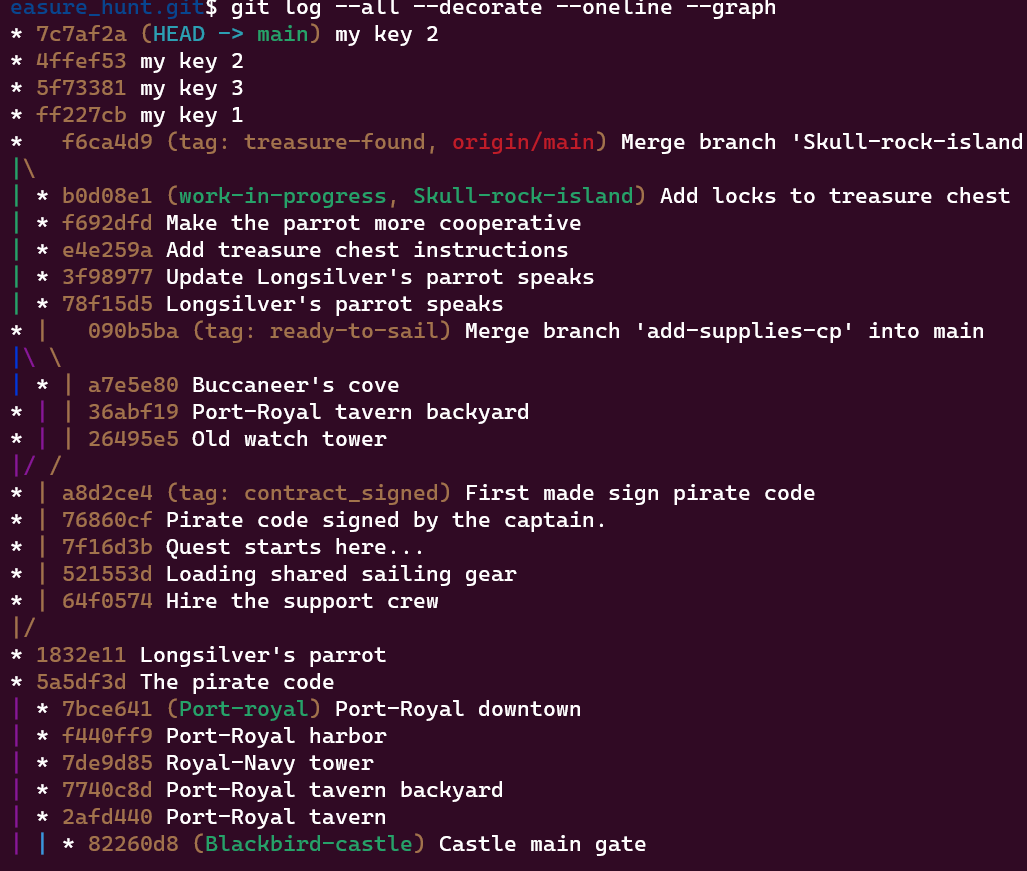 easure_hunt.git$ git log --all --decorate --oneline --graph
* 7c7af2a (HEAD -> main) my key 2
* 4ffef53 my key 2
* 5f73381 my key 3
* ff227cb my key 1
*   f6ca4d9 (tag: treasure-found, origin/main) Merge branch 'Skull-rock-island
|\
| * b0d08e1 (work-in-progress, Skull-rock-island) Add locks to treasure chest
| * f692dfd Make the parrot more cooperative
| * e4e259a Add treasure chest instructions
| * 3f98977 Update Longsilver's parrot speaks
| * 78f15d5 Longsilver's parrot speaks
* |   090b5ba (tag: ready-to-sail) Merge branch 'add-supplies-cp' into main
|\ \
| * | a7e5e80 Buccaneer's cove
* | | 36abf19 Port-Royal tavern backyard
* | | 26495e5 Old watch tower
|/ /
* | a8d2ce4 (tag: contract_signed) First made sign pirate code
* | 76860cf Pirate code signed by the captain.
* | 7f16d3b Quest starts here...
* | 521553d Loading shared sailing gear
* | 64f0574 Hire the support crew
|/
* 1832e11 Longsilver's parrot
* 5a5df3d The pirate code
| * 7bce641 (Port-royal) Port-Royal downtown
| * f440ff9 Port-Royal harbor
| * 7de9d85 Royal-Navy tower
| * 7740c8d Port-Royal tavern backyard
| * 2afd440 Port-Royal tavern
| | * 82260d8 (Blackbird-castle) Castle main gate